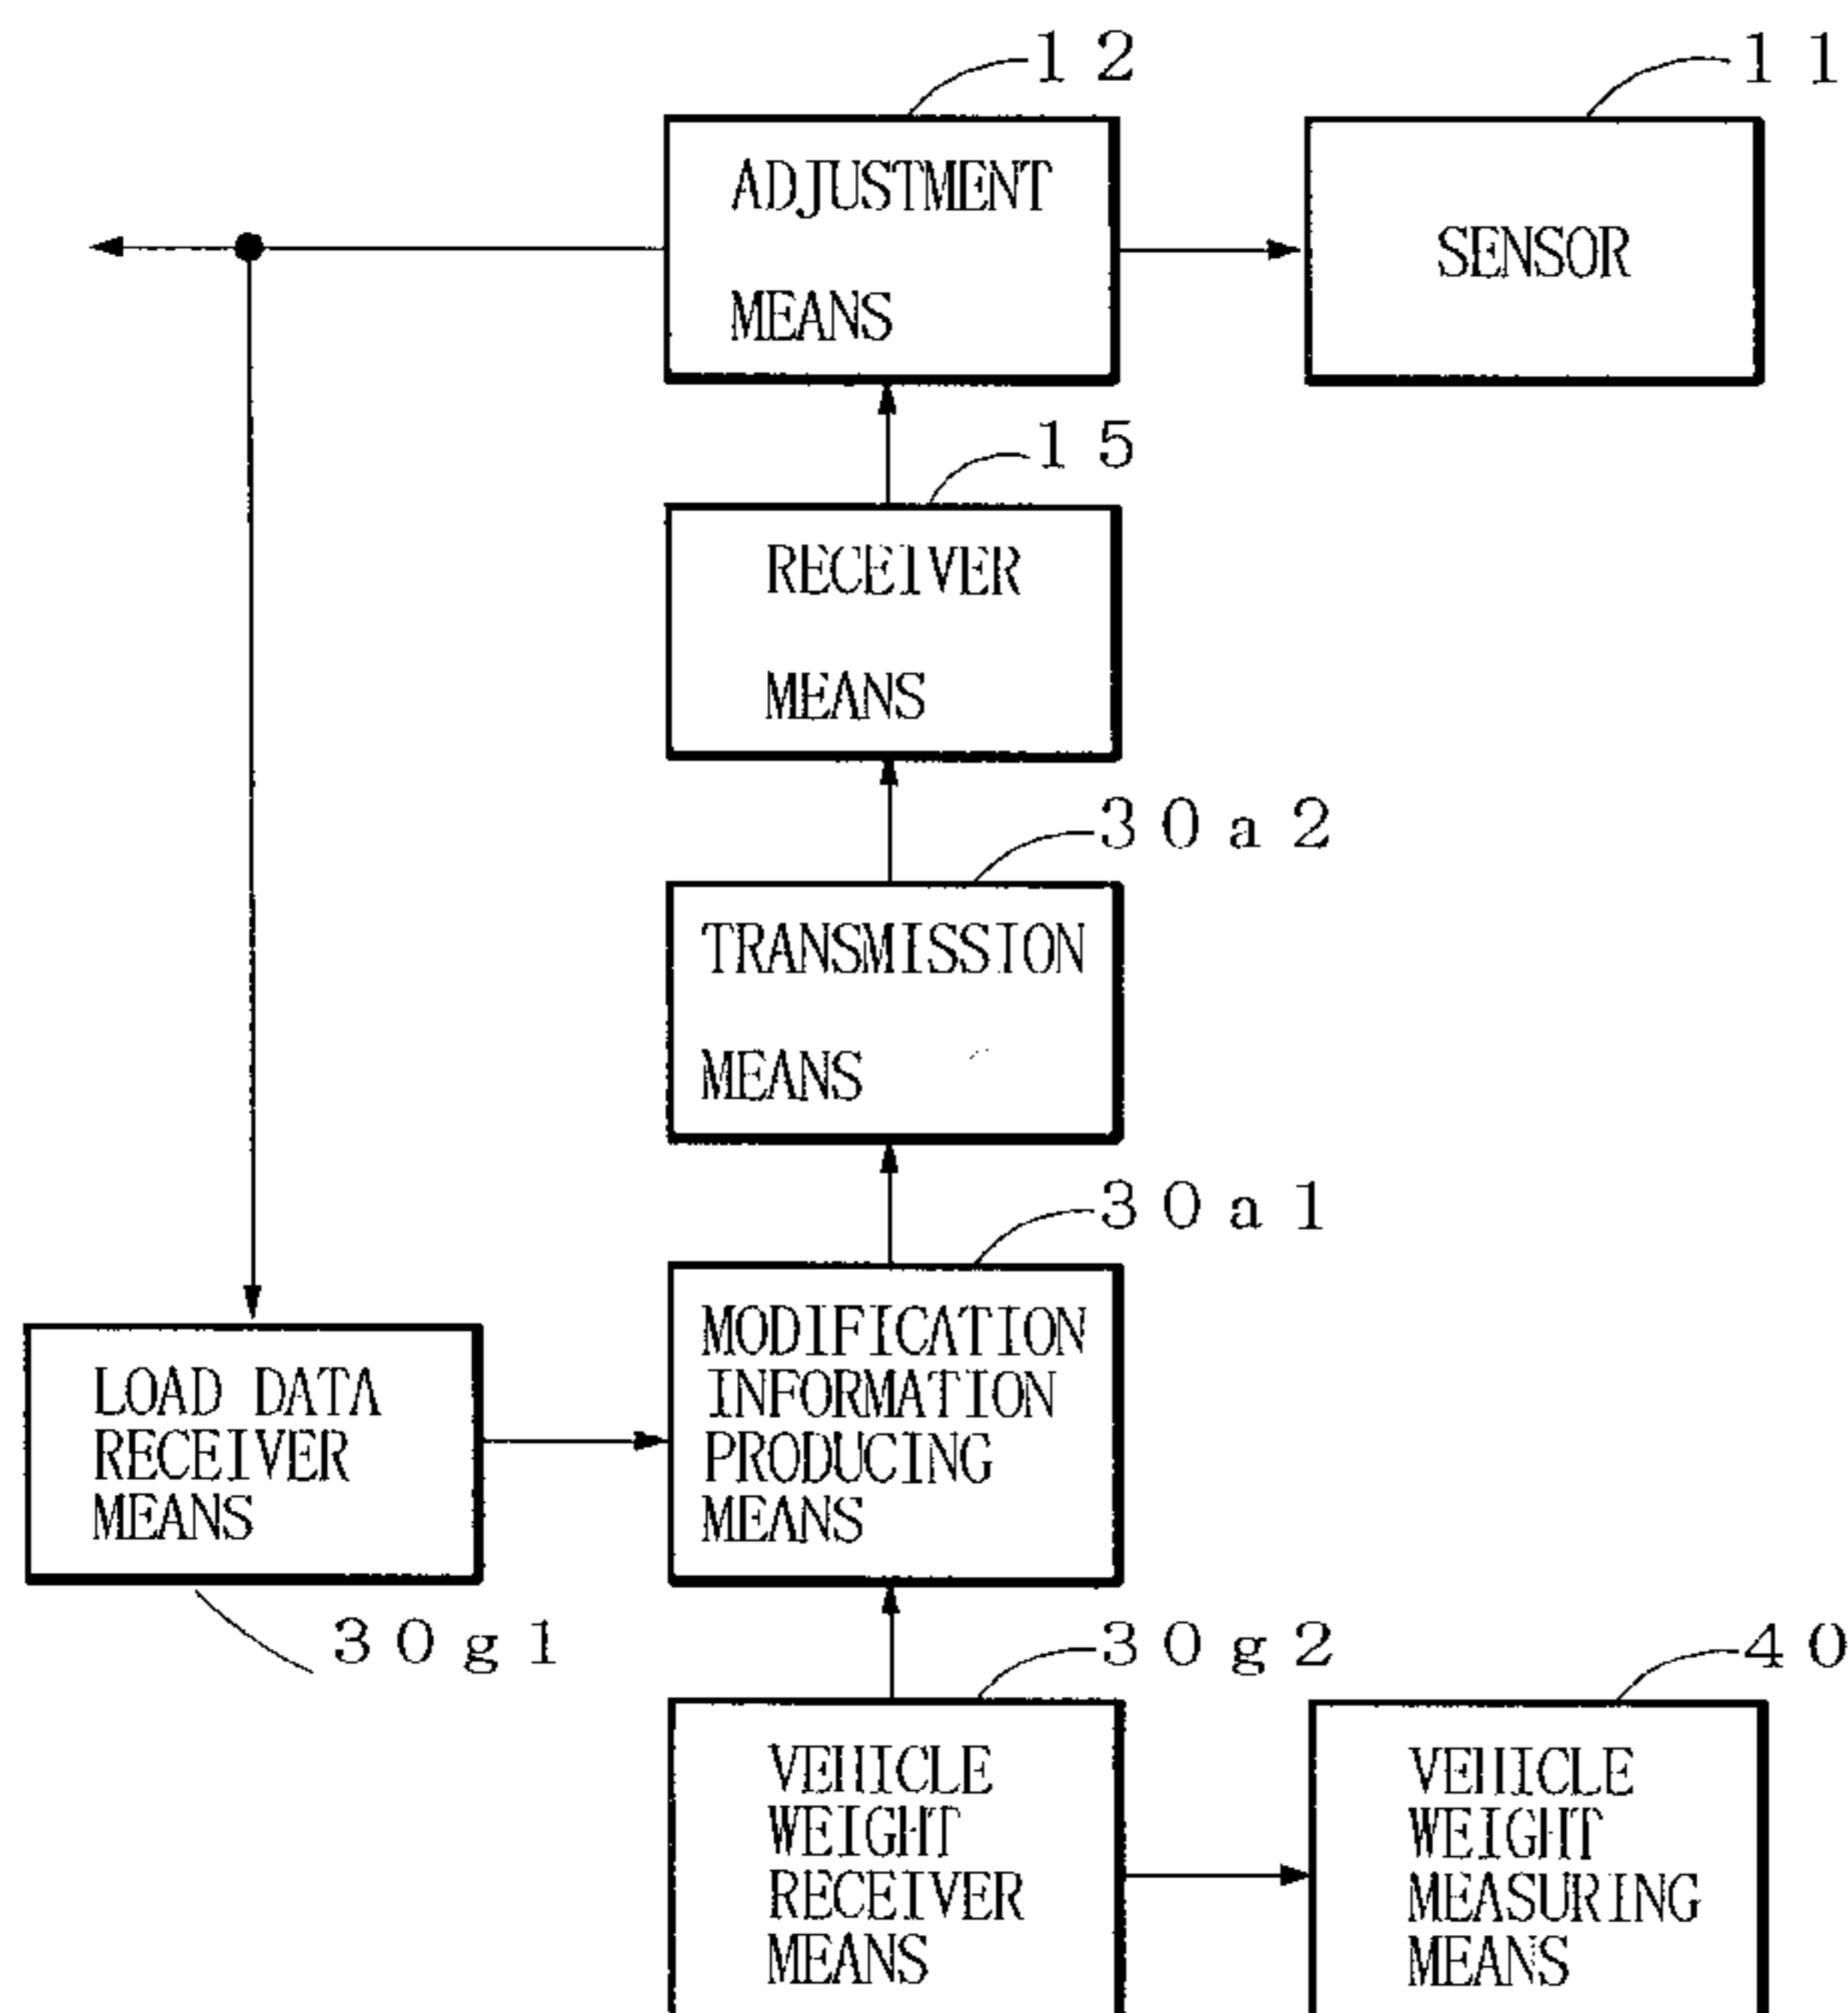 12
11
ADJUSTMENT
MEANS
SENSOR
15
RECEIVER
MEANS
30a2
TRANSMISSION
MEANS
30a1
MODIFICATION
INFORMATION
PRODUCING
MEANS
LOAD DATA
RECEIVER
MEANS
30g1
30g2
40
VEHICLE
WEIGHT
RECEIVER
MEANS
VEHICLE
WEIGHT
MEASURING
MEANS